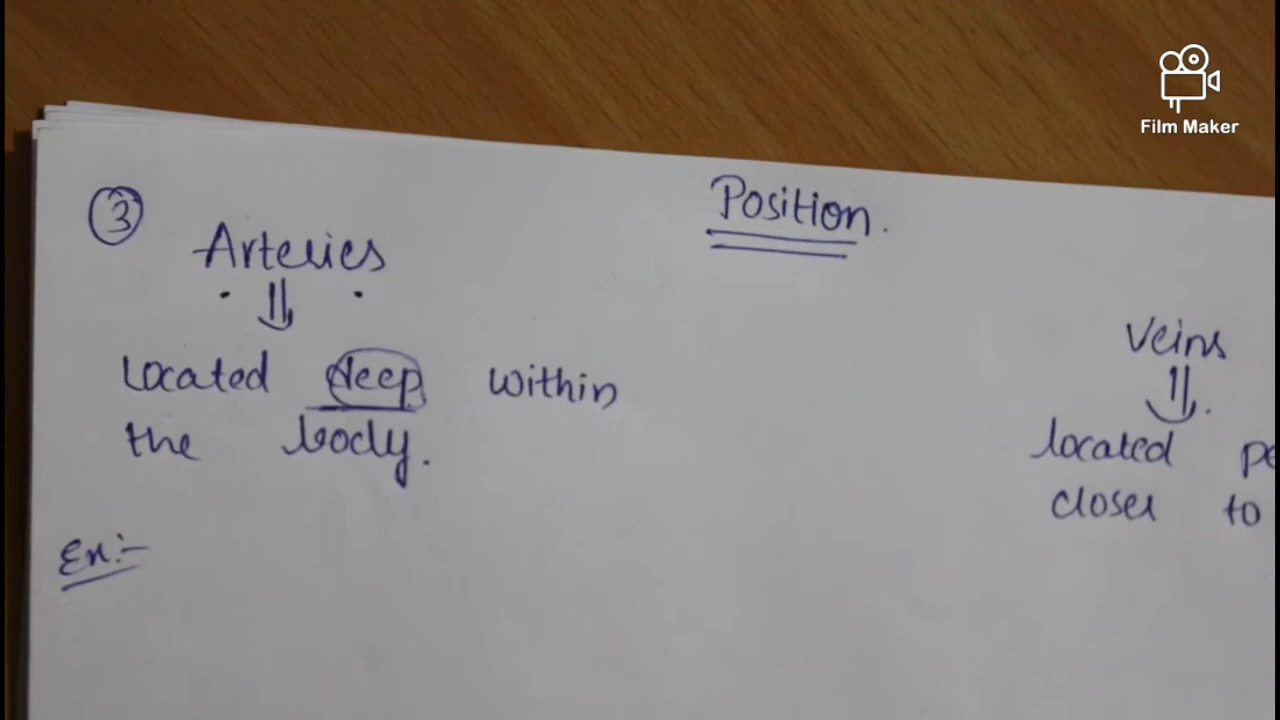 Film Maker
3
Position.
Arteries
Located deep within
the body.
Veins
located
closer to
Ex:-